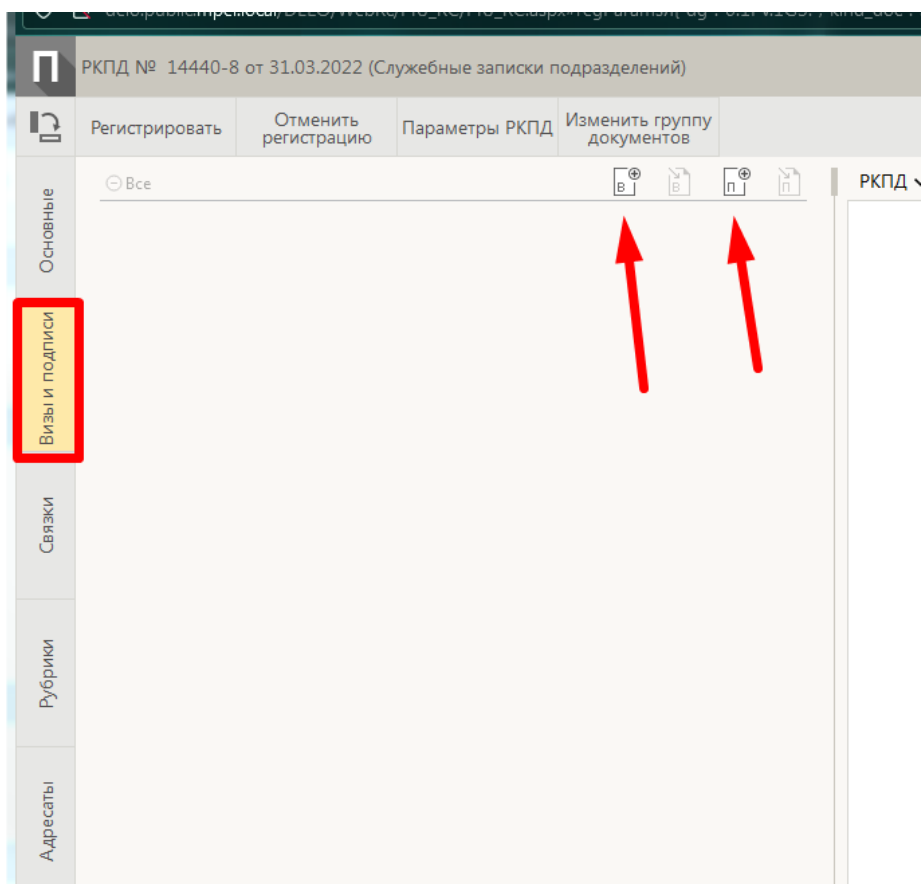 П
РКПД № 14440-8 от 31.03.2022 (Служебные записки подразделений)
Регистрировать
Отменить
регистрацию
Параметры РКПД
Изменить группу
документов
Основные
Визы и подписи
Связки
Рубрики
Адресаты
Все
В
В
П
П
РКПД